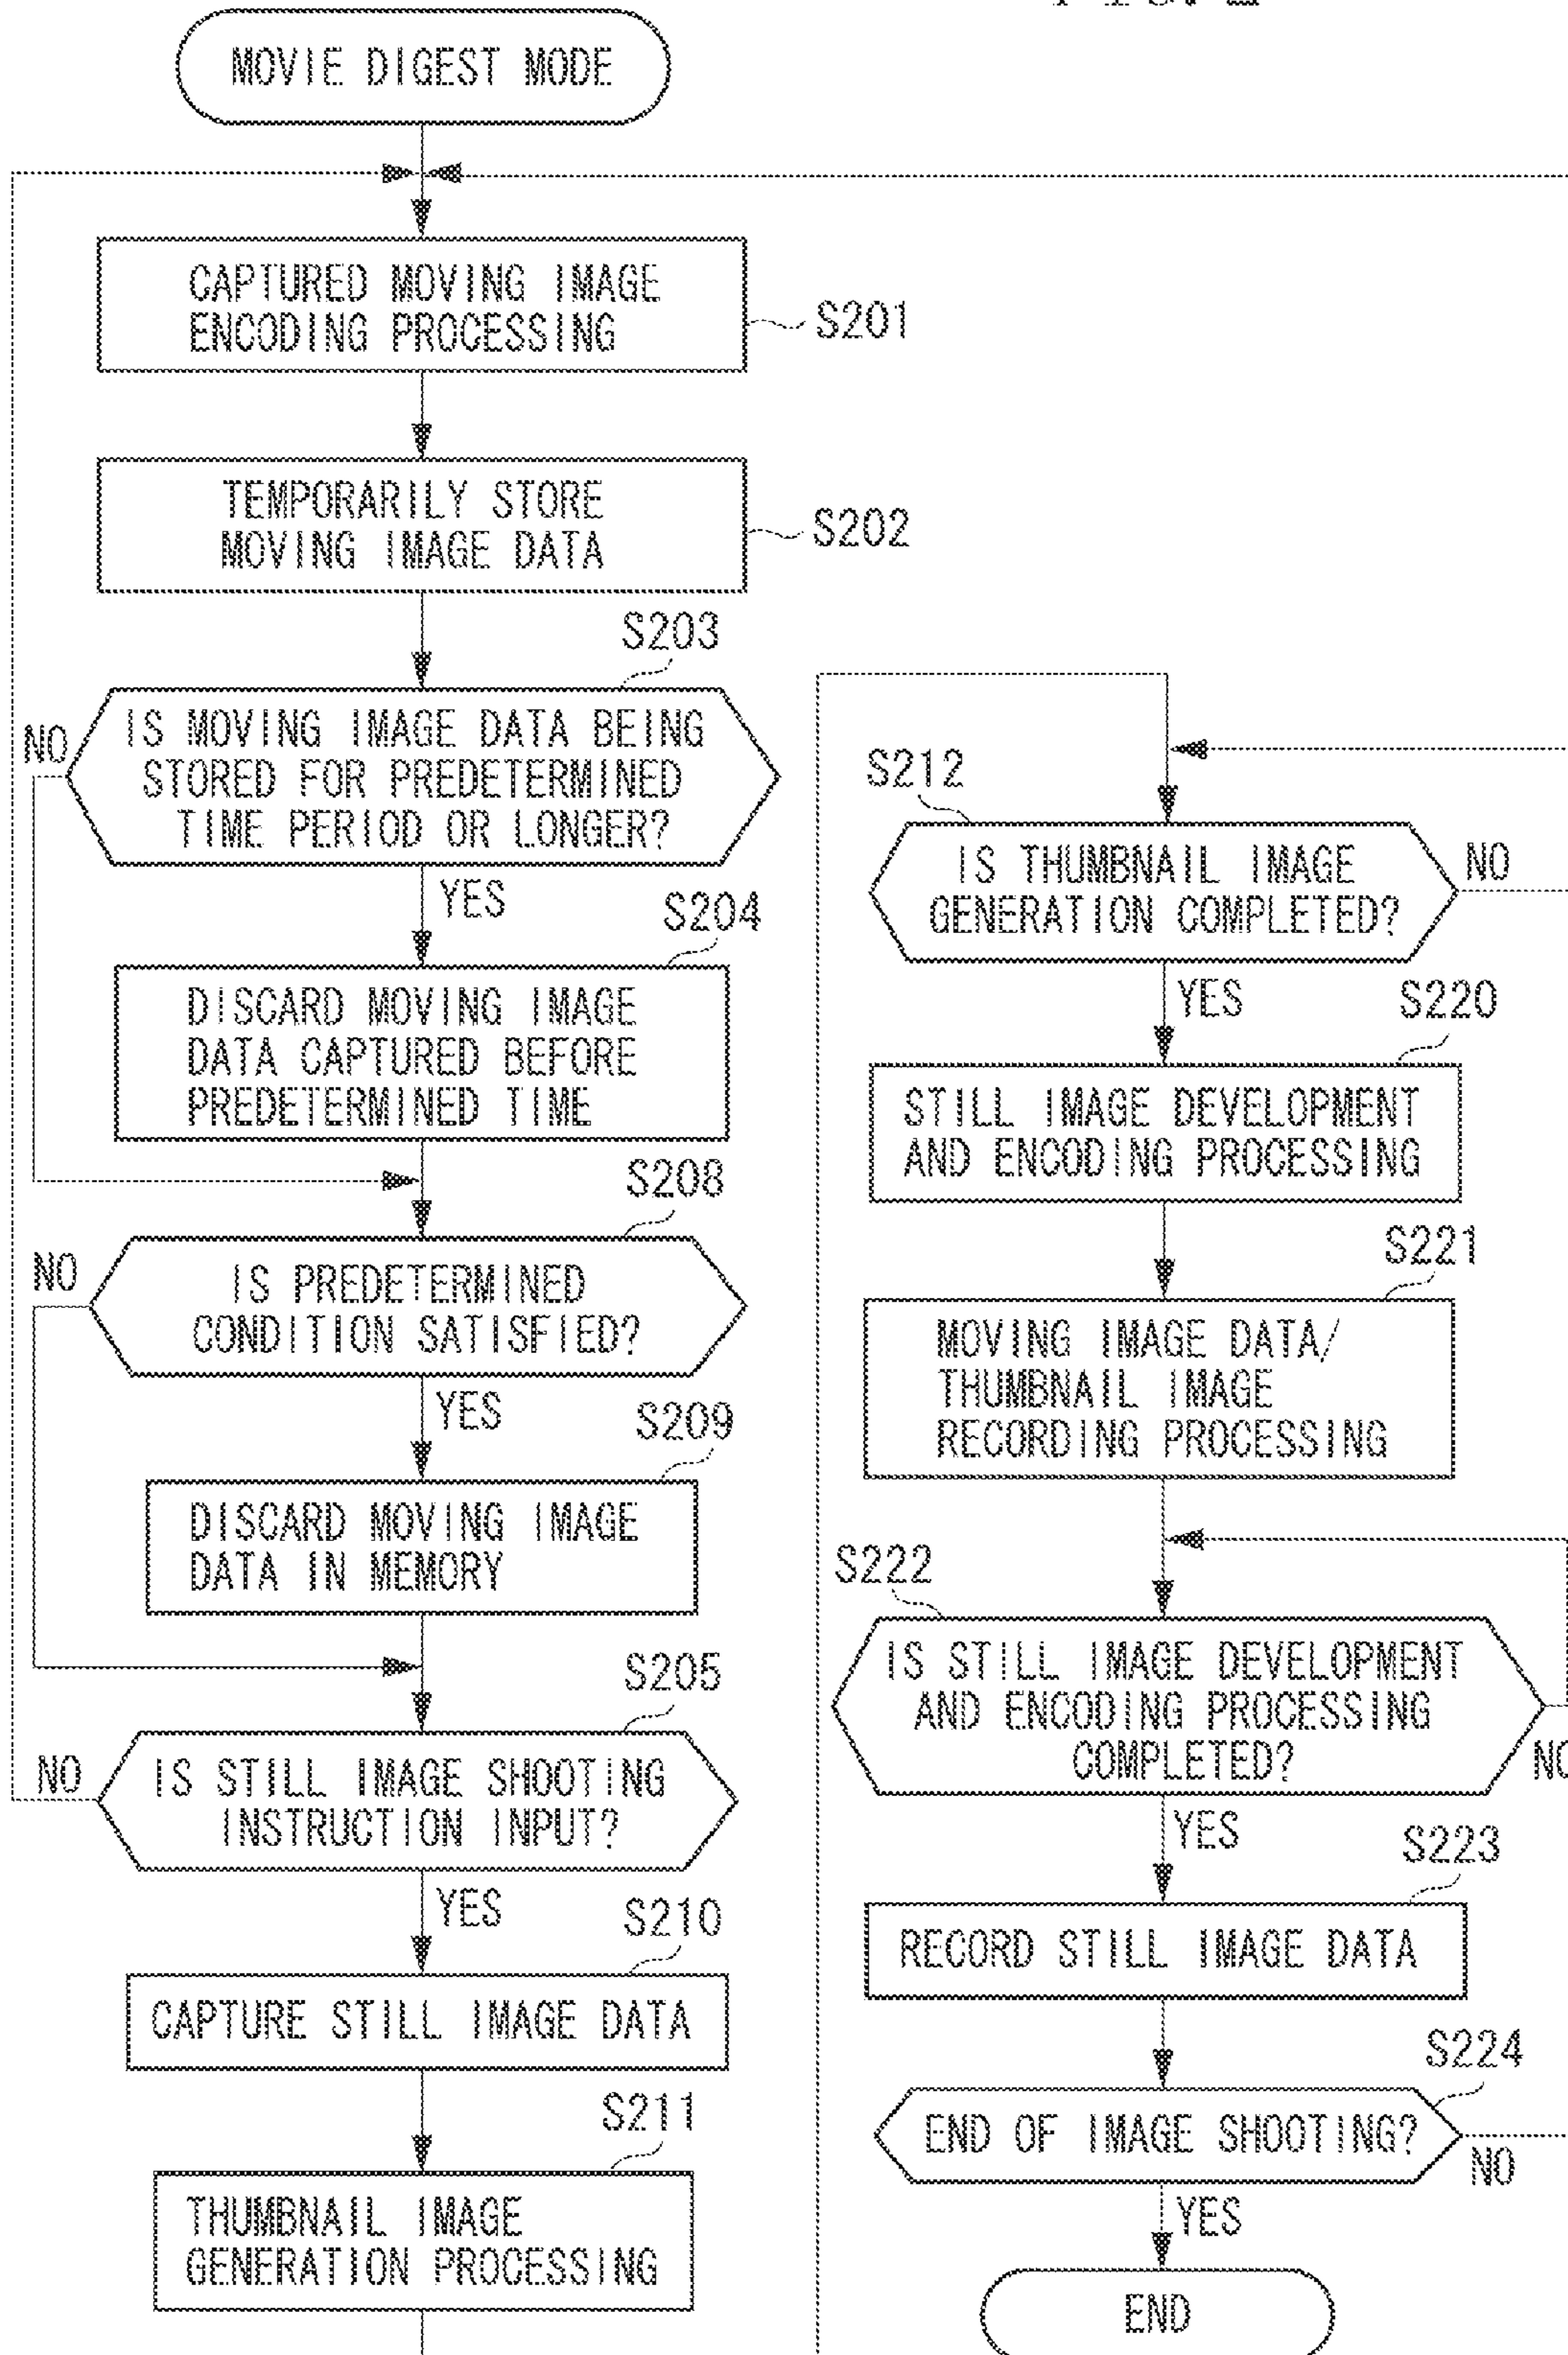 MOVIE DIGEST MODE
CAPTURED MOVING IMAGE
ENCODING PROCESSING
S201
TEMPORARILY STORE
MOVING IMAGE DATA
S202
S203
NO
IS MOVING IMAGE DATA BEING
STORED FOR PREDETERMINED
TIME PERIOD OR LONGER?
YES
S204
DISCARD MOVING IMAGE
DATA CAPTURED BEFORE
PREDETERMINED TIME
S208
NO
IS PREDETERMINED
CONDITION SATISFIED?
YES
S209
DISCARD MOVING IMAGE
DATA IN MEMORY
S205
NO
IS STILL IMAGE SHOOTING
INSTRUCTION INPUT?
YES
S210
CAPTURE STILL IMAGE DATA
S211
THUMBNAIL IMAGE
GENERATION PROCESSING
S212
IS THUMBNAIL IMAGE
GENERATION COMPLETED?
NO
YES
S220
STILL IMAGE DEVELOPMENT
AND ENCODING PROCESSING
S221
MOVING IMAGE DATA/
THUMBNAIL IMAGE
RECORDING PROCESSING
S222
IS STILL IMAGE DEVELOPMENT
AND ENCODING PROCESSING
COMPLETED?
NO
YES
S223
RECORD STILL IMAGE DATA
S224
END OF IMAGE SHOOTING?
NO
YES
END